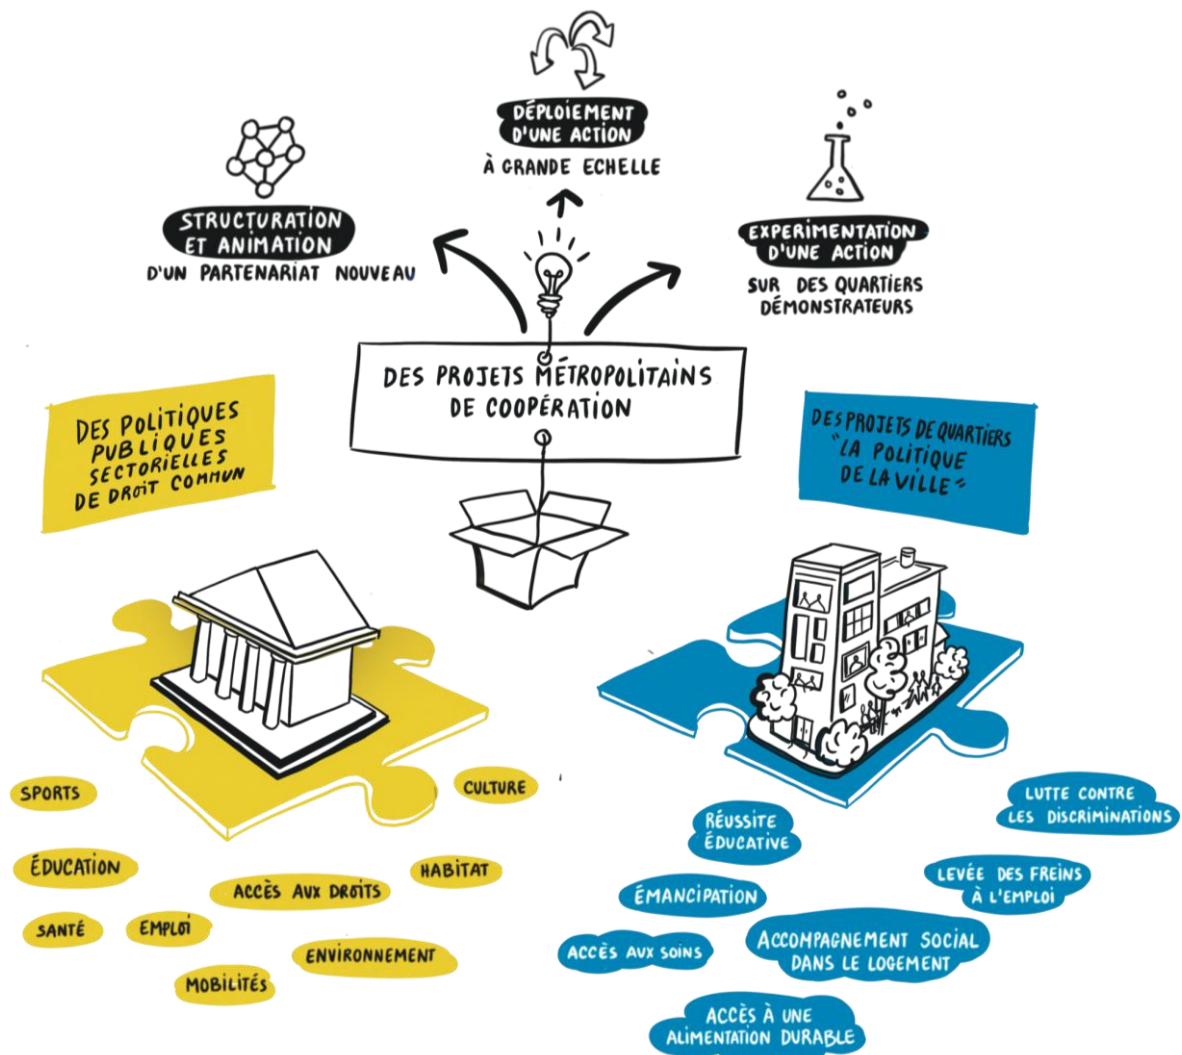 DÉPLOIEMENT
D'UNE ACTION
À GRANDE ECHELLE
STRUCTURATION
ET ANIMATION
D'UN PARTENARIAT NOUVEAU
EXPERIMENTATION
D'UNE ACTION
SUR DES QUARTIERS
DÉMONSTRATEURS
DES PROJETS MÉTROPOLITAINS
DE COOPÉRATION
DES POLITIQUES
PUBLIQUES
SECTORIELLES
DE DROIT COMMUN
DES PROJETS DE QUARTIERS
"LA POLITIQUE
DE LA VILLE"
SPORTS
CULTURE
ÉDUCATION
HABITAT
ACCÈS AUX DROITS
SANTÉ
EMPLOI
ENVIRONNEMENT
MOBILITÉS
RÉUSSITE
ÉDUCATIVE
LUTTE CONTRE
LES DISCRIMINATIONS
ÉMANCIPATION
LEVÉE DES FREINS
À L'EMPLOI
ACCÈS AUX SOINS
ACCOMPAGNEMENT SOCIAL
DANS LE LOGEMENT
ACCÈS À UNE
ALIMENTATION DURABLE